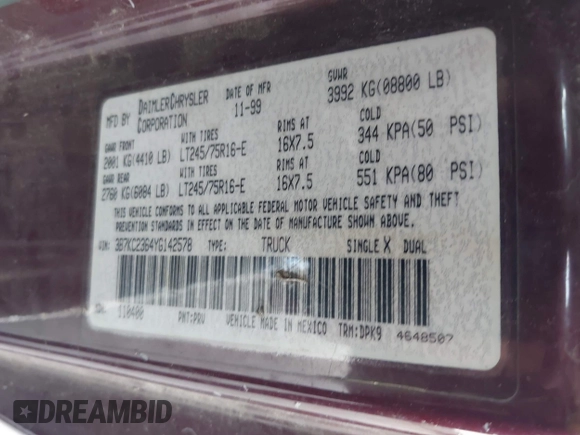 MFD BY DAIMLERCHRYSLER CORPORATION
DATE OF MFR 11-99
GVWR 3992 KG(08800 LB)
GAWR FRONT WITH TIRES RIMS AT COLD
2001 KG(4410 LB) LT245/75R16-E 16X7.5 344 KPA(50 PSI)
GAWR REAR WITH TIRES RIMS AT COLD
2760 KG(6084 LB) LT245/75R16-E 16X7.5 551 KPA(80 PSI)
THIS VEHICLE CONFORMS TO ALL APPLICABLE FEDERAL MOTOR VEHICLE SAFETY AND THEFT
PREVENTION STANDARDS IN EFFECT ON THE DATE OF MANUFACTURE SHOWN ABOVE.
VIN: 3B7KC2364YG142578 TYPE: TRUCK SINGLE X DUAL
110400 PNT:PRV VEHICLE MADE IN MEXICO TRM:DPK9 4648507
DREAMBID